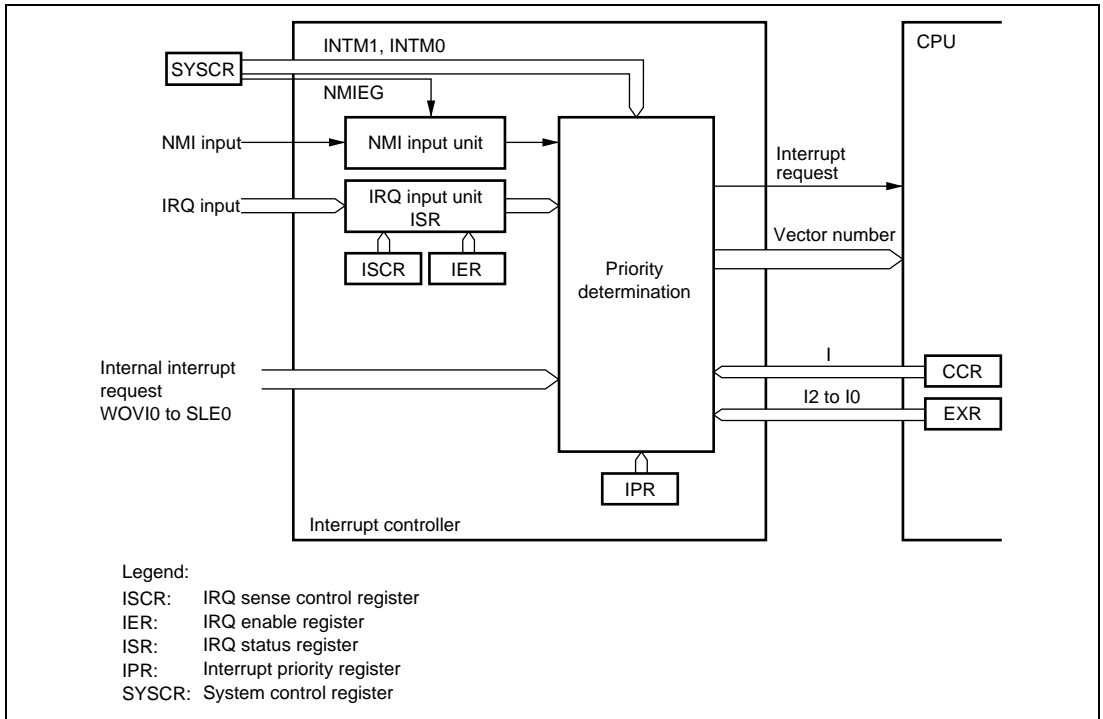 INTM1, INTM0
CPU
SYSCR
NMIEG
NMI input
NMI input unit
Interrupt
request
IRQ input
IRQ input unit
ISR
Vector number
ISCR
IER
Priority
determination
Internal interrupt
request
WOVI0 to SLE0
I
CCR
I2 to I0
EXR
IPR
Interrupt controller
Legend:
ISCR: IRQ sense control register
IER: IRQ enable register
ISR: IRQ status register
IPR: Interrupt priority register
SYSCR: System control register